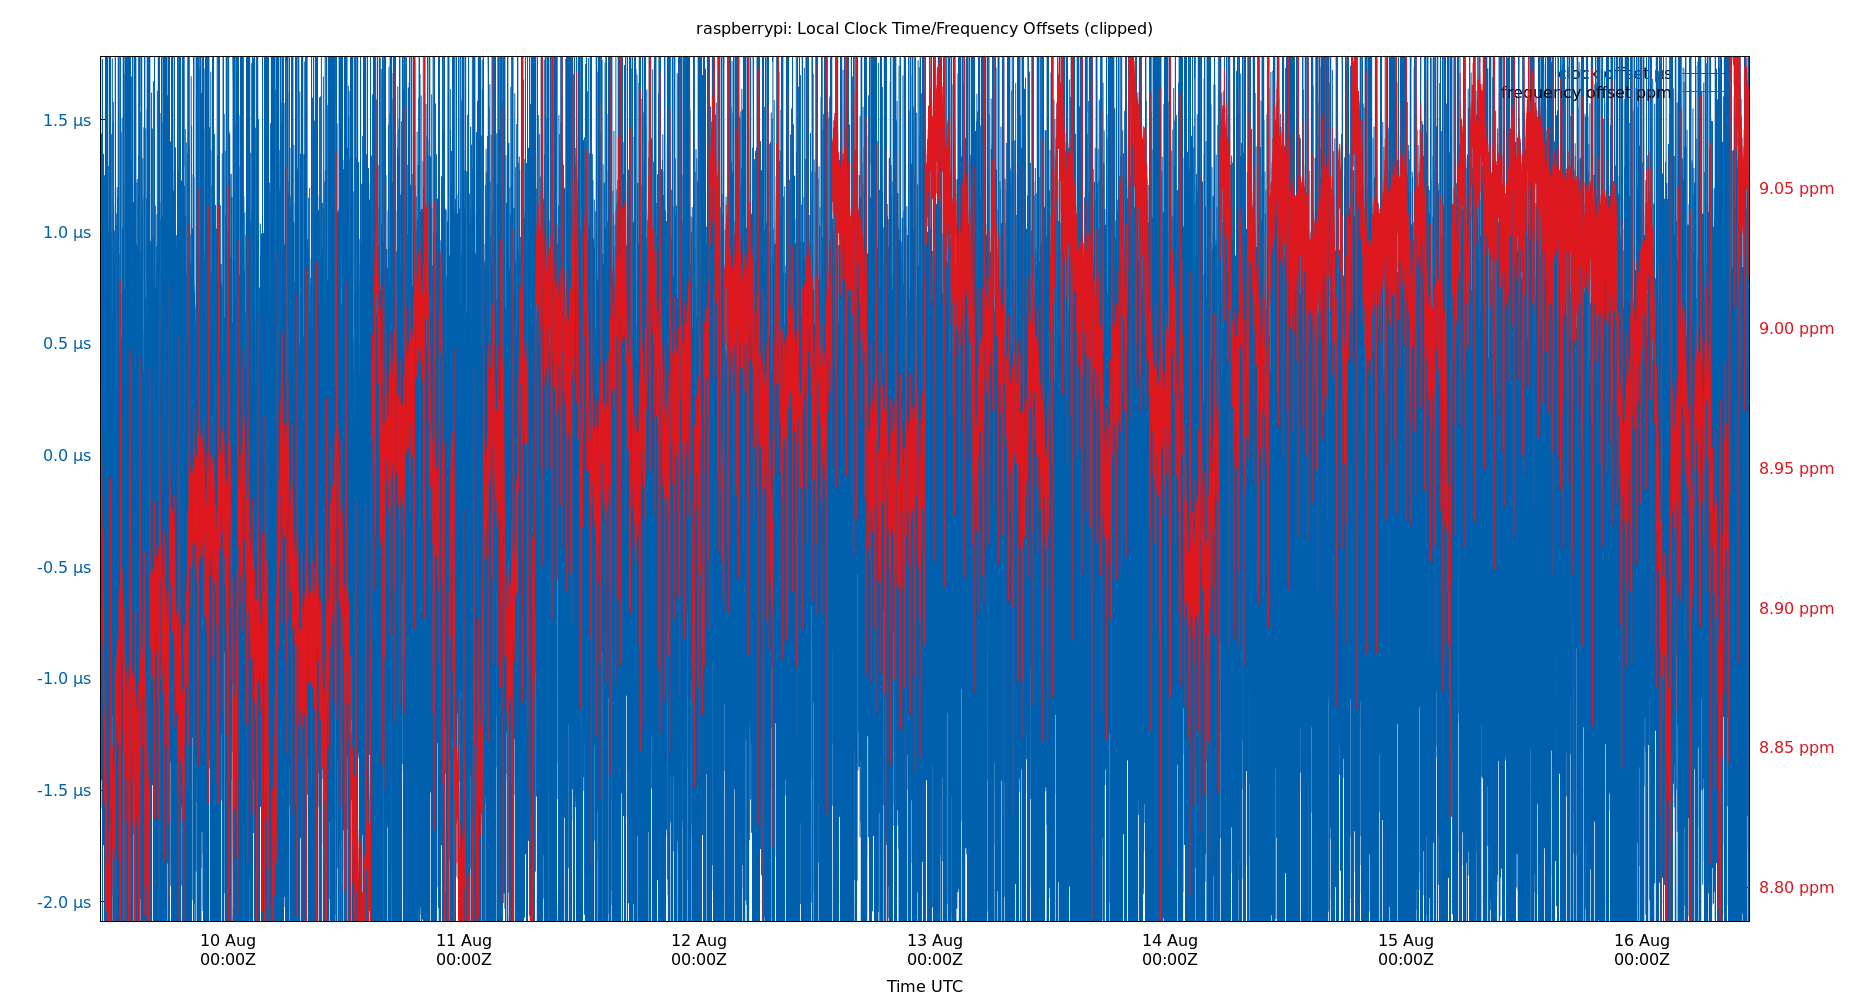 raspberrypi: Local Clock Time/Frequency Offsets (clipped)
clock offset µs
frequency offset ppm
1.5 µs
1.0 µs
0.5 µs
0.0 µs
-0.5 µs
-1.0 µs
-1.5 µs
-2.0 µs
9.05 ppm
9.00 ppm
8.95 ppm
8.90 ppm
8.85 ppm
8.80 ppm
10 Aug 11 Aug 12 Aug 13 Aug 14 Aug 15 Aug 16 Aug
00:00Z 00:00Z 00:00Z 00:00Z 00:00Z 00:00Z 00:00Z
Time UTC